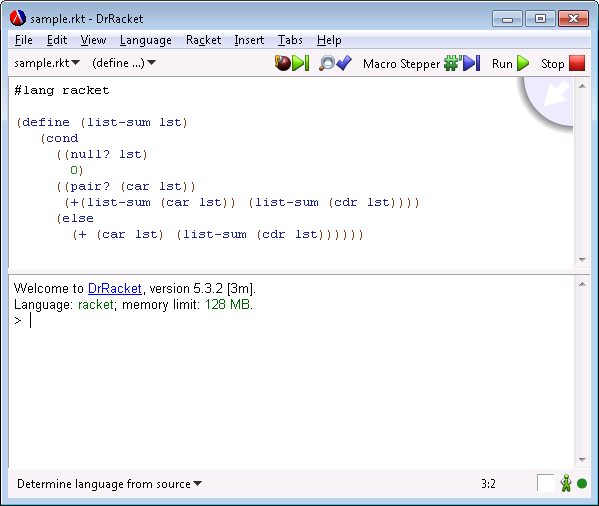 sample.rkt - DrRacket
File Edit View Language Racket Insert Tabs Help
sample.rkt (define ...) Macro Stepper Run Stop
#lang racket
(define (list-sum lst)
(cond
((null? lst)
0)
((pair? (car lst))
(+(list-sum (car lst)) (list-sum (cdr lst))))
(else
(+ (car lst) (list-sum (cdr lst))))))
Welcome to DrRacket, version 5.3.2 [3m].
Language: racket; memory limit: 128 MB.
>
Determine language from source 3:2